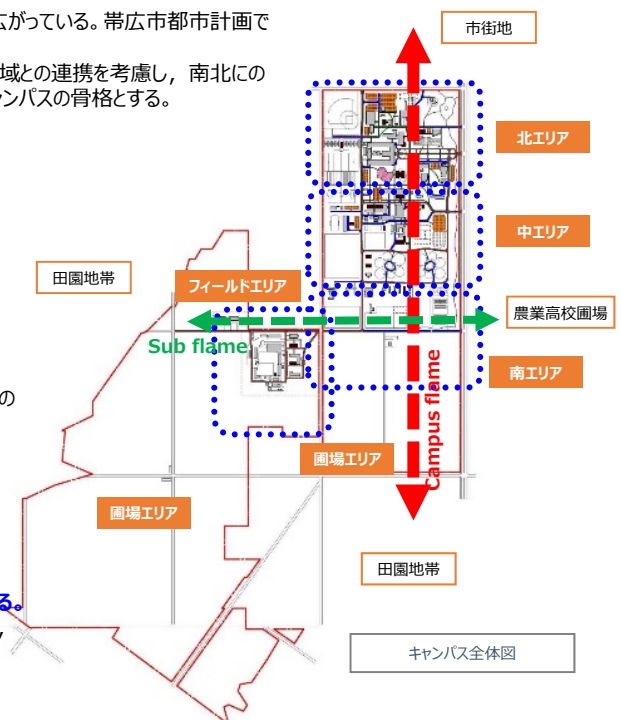 広がっている。帯広市都市計画で
域との連携を考慮し，南北にの
ャンパスの骨格とする。
市街地
北エリア
中エリア
田園地帯
フィールドエリア
農業高校圃場
Sub flame
南エリア
の
Campus flame
圃場エリア
圃場エリア
田園地帯
る。
キャンパス全体図